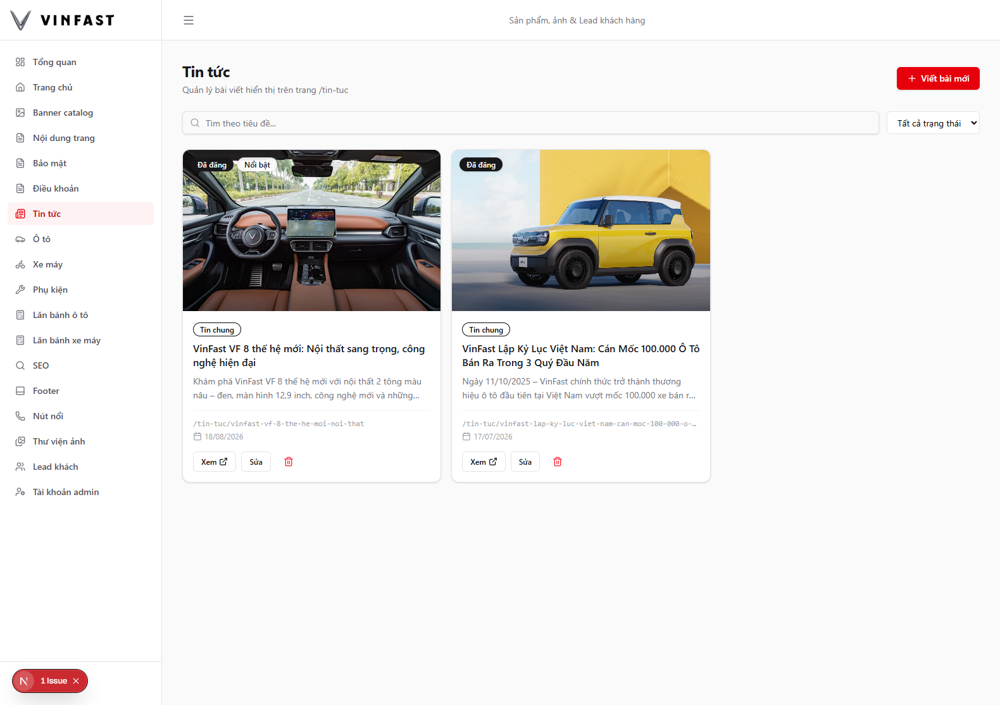 VINFAST
Sản phẩm, ảnh & Lead khách hàng
Tổng quan
Trang chủ
Banner catalog
Nội dung trang
Bảo mật
Điều khoản
Tin tức
Ô tô
Xe máy
Phụ kiện
Lăn bánh ô tô
Lăn bánh xe máy
SEO
Footer
Nút nổi
Thư viện ảnh
Lead khách
Tài khoản admin
N 1 Issue
Tin tức
Quản lý bài viết hiển thị trên trang /tin-tuc
Viết bài mới
Tìm theo tiêu đề...
Tất cả trạng thái
Đã đăng Nổi bật
Tin chung
VinFast VF 8 thế hệ mới: Nội thất sang trọng, công
nghệ hiện đại
Khám phá VinFast VF 8 thế hệ mới với nội thất 2 tông màu
nâu – đen, màn hình 12,9 inch, công nghệ mới và những...
/tin-tuc/vinfast-vf-8-the-he-moi-noi-that
18/08/2026
Xem Sửa
Đã đăng
Tin chung
VinFast Lập Kỷ Lục Việt Nam: Cán Mốc 100.000 Ô Tô
Bán Ra Trong 3 Quý Đầu Năm
Ngày 11/10/2025 – VinFast chính thức trở thành thương
hiệu ô tô đầu tiên tại Việt Nam vượt mốc 100.000 xe bán r...
/tin-tuc/vinfast-lap-ky-luc-viet-nam-can-moc-100-000-o-…
17/07/2026
Xem Sửa